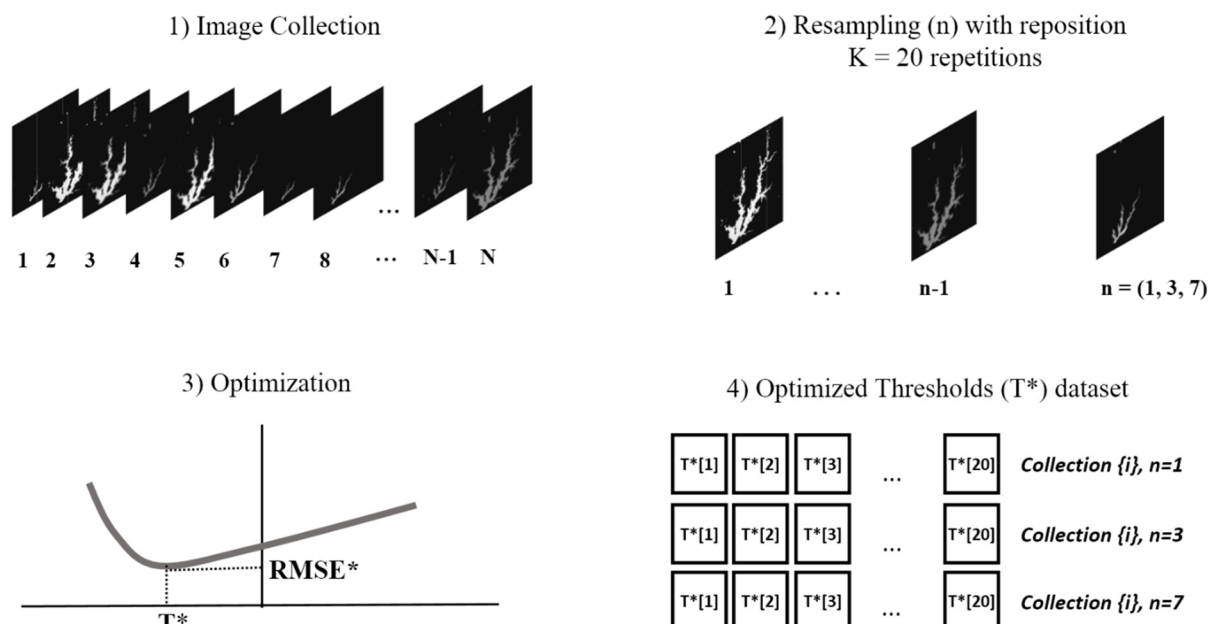 1) Image Collection
...
1 2 3 4 5 6 7 8 ... N-1 N
2) Resampling (n) with reposition
K = 20 repetitions
1 ... n-1 n = (1, 3, 7)
3) Optimization
RMSE*
T*
4) Optimized Thresholds (T*) dataset
T*[1] T*[2] T*[3] ... T*[20] Collection {i}, n=1
T*[1] T*[2] T*[3] ... T*[20] Collection {i}, n=3
T*[1] T*[2] T*[3] ... T*[20] Collection {i}, n=7